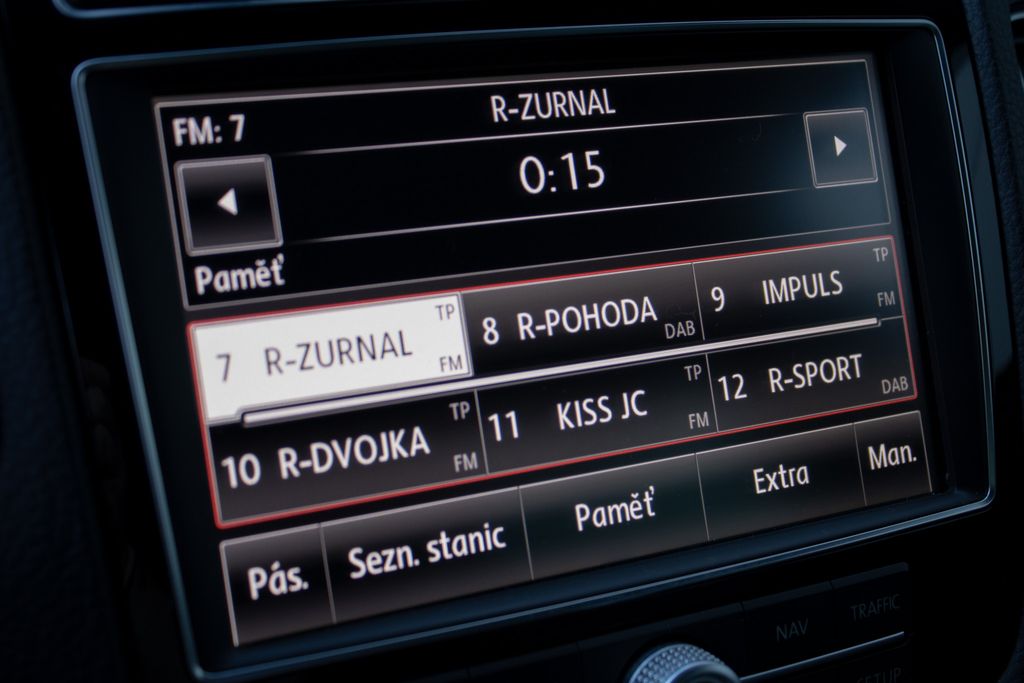 R-ZURNAL
FM: 7
0:15
Paměť
7 R-ZURNAL TP FM
8 R-POHODA DAB
9 IMPULS TP FM
10 R-DVOJKA TP FM
11 KISS JC TP FM
12 R-SPORT DAB
Pás. Sezn. stanic Paměť Extra Man.
NAV TRAFFIC
SETUP